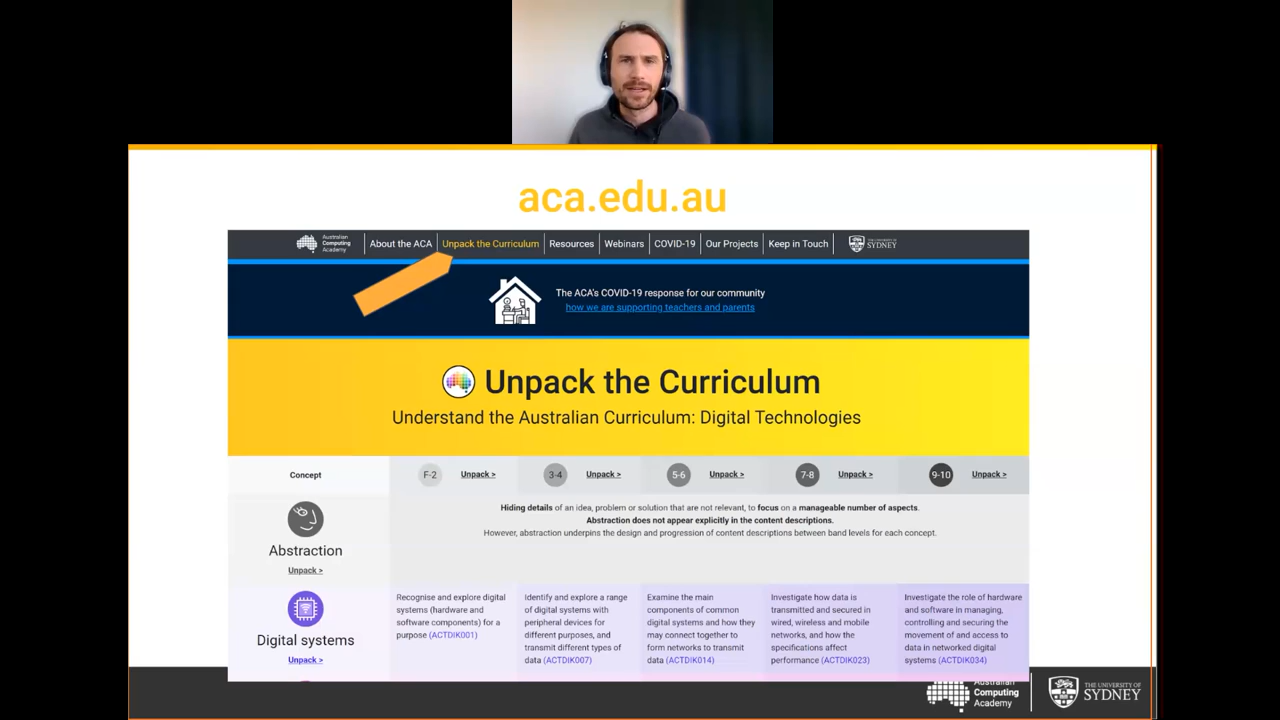 aca.edu.au
Australian
Computing
Academy
About the ACA
Unpack the Curriculum
Resources
Webinars
COVID-19
Our Projects
Keep in Touch
THE UNIVERSITY OF
SYDNEY
The ACA's COVID-19 response for our community
how we are supporting teachers and parents
Unpack the Curriculum
Understand the Australian Curriculum: Digital Technologies
Concept
F-2 Unpack >
3-4 Unpack >
5-6 Unpack >
7-8 Unpack >
9-10 Unpack >
Abstraction
Unpack >
Hiding details of an idea, problem or solution that are not relevant, to focus on a manageable number of aspects.
Abstraction does not appear explicitly in the content descriptions.
However, abstraction underpins the design and progression of content descriptions between band levels for each concept.
Digital systems
Unpack >
Recognise and explore digital
systems (hardware and
software components) for a
purpose (ACTDIK001)
Identify and explore a range
of digital systems with
peripheral devices for
different purposes, and
transmit different types of
data (ACTDIK007)
Examine the main
components of common
digital systems and how they
may connect together to
form networks to transmit
data (ACTDIK014)
Investigate how data is
transmitted and secured in
wired, wireless and mobile
networks, and how the
specifications affect
performance (ACTDIK023)
Investigate the role of hardware
and software in managing,
controlling and securing the
movement of and access to
data in networked digital
systems (ACTDIK034)
Australian
Computing
Academy
THE UNIVERSITY OF
SYDNEY